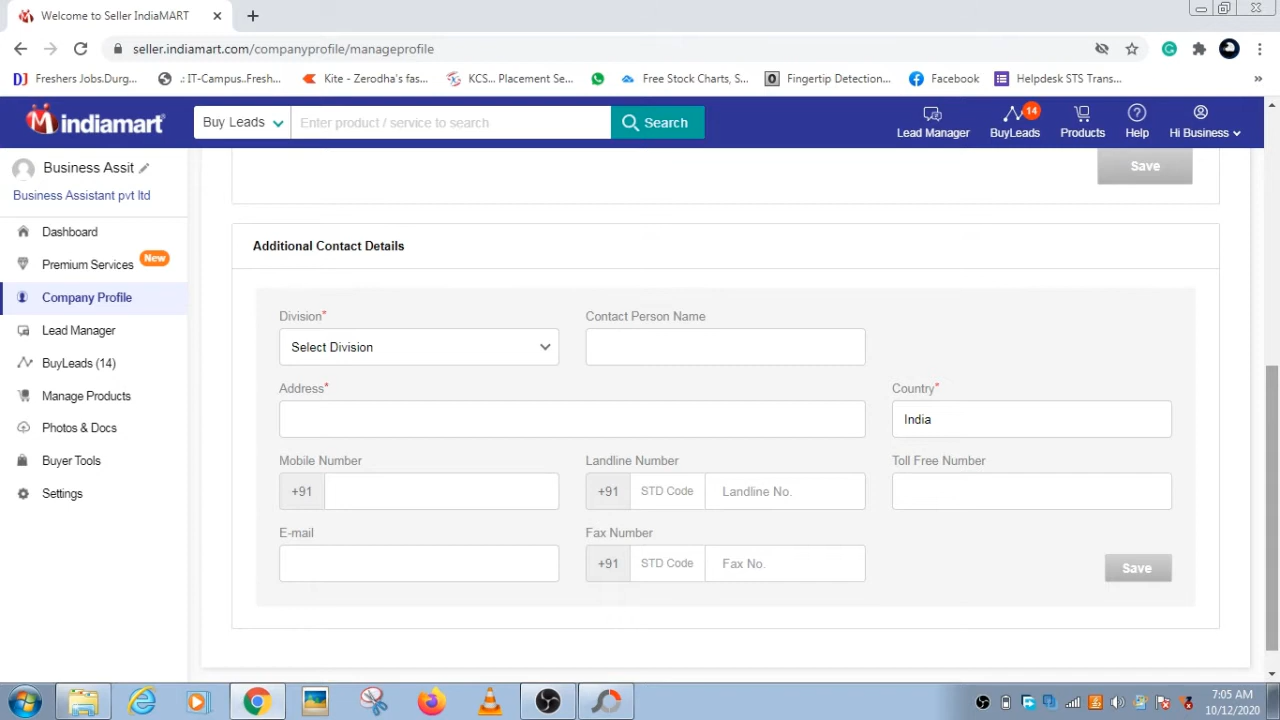 Welcome to Seller IndiaMART
seller.indiamart.com/companyprofile/manageprofile
DJ Freshers Jobs.Durg... .: IT-Campus..Fresh... Kite - Zerodha's fas... KCS... Placement Se... Free Stock Charts, S... Fingertip Detection... Facebook Helpdesk STS Trans... »
indiamart Buy Leads Enter product / service to search Search Lead Manager 14 BuyLeads Products Help Hi Business
Business Assit
Business Assistant pvt ltd
Dashboard
Premium Services New
Company Profile
Lead Manager
BuyLeads (14)
Manage Products
Photos & Docs
Buyer Tools
Settings
Save
Additional Contact Details
Division* Contact Person Name
Select Division
Address* Country*
India
Mobile Number Landline Number Toll Free Number
+91 +91 STD Code Landline No.
E-mail Fax Number
+91 STD Code Fax No. Save
7:05 AM
10/12/2020